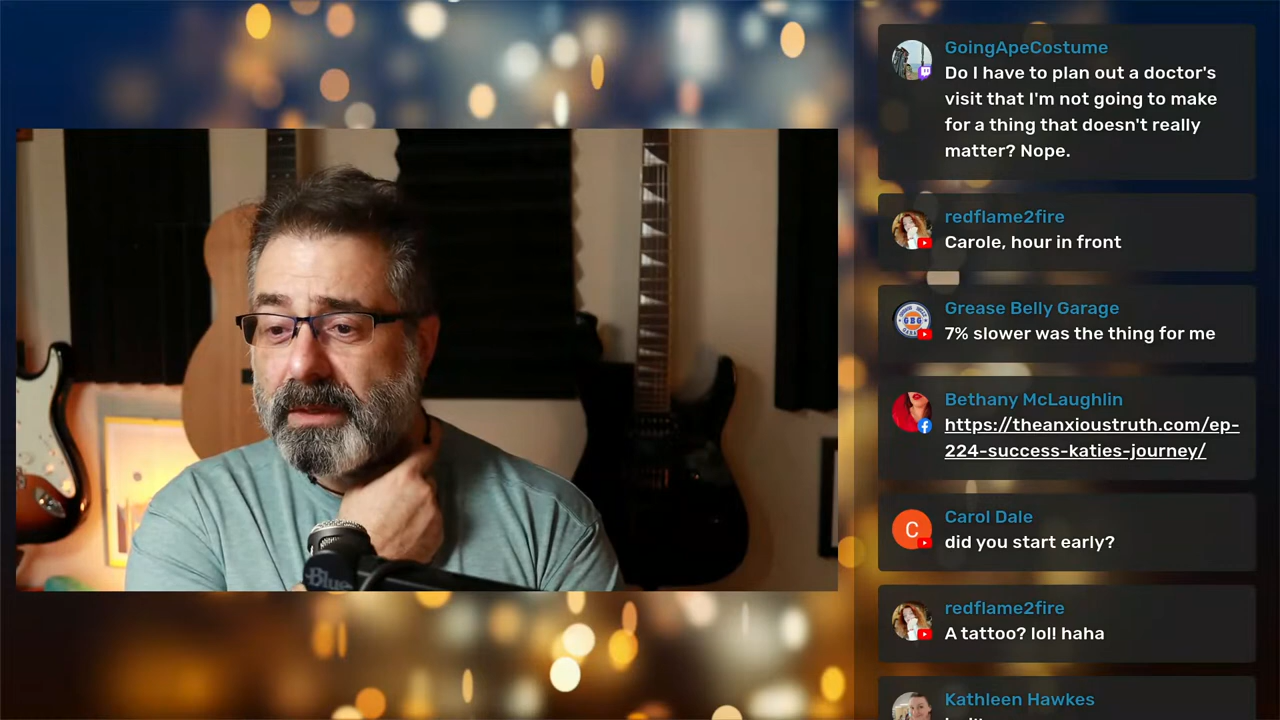 GoingApeCostume
Do I have to plan out a doctor's
visit that I'm not going to make
for a thing that doesn't really
matter? Nope.
redflame2fire
Carole, hour in front
GBG
Grease Belly Garage
7% slower was the thing for me
Bethany McLaughlin
https://theanxioustruth.com/ep-
224-success-katies-journey/
C
Carol Dale
did you start early?
redflame2fire
A tattoo? lol! haha
Kathleen Hawkes
Blue